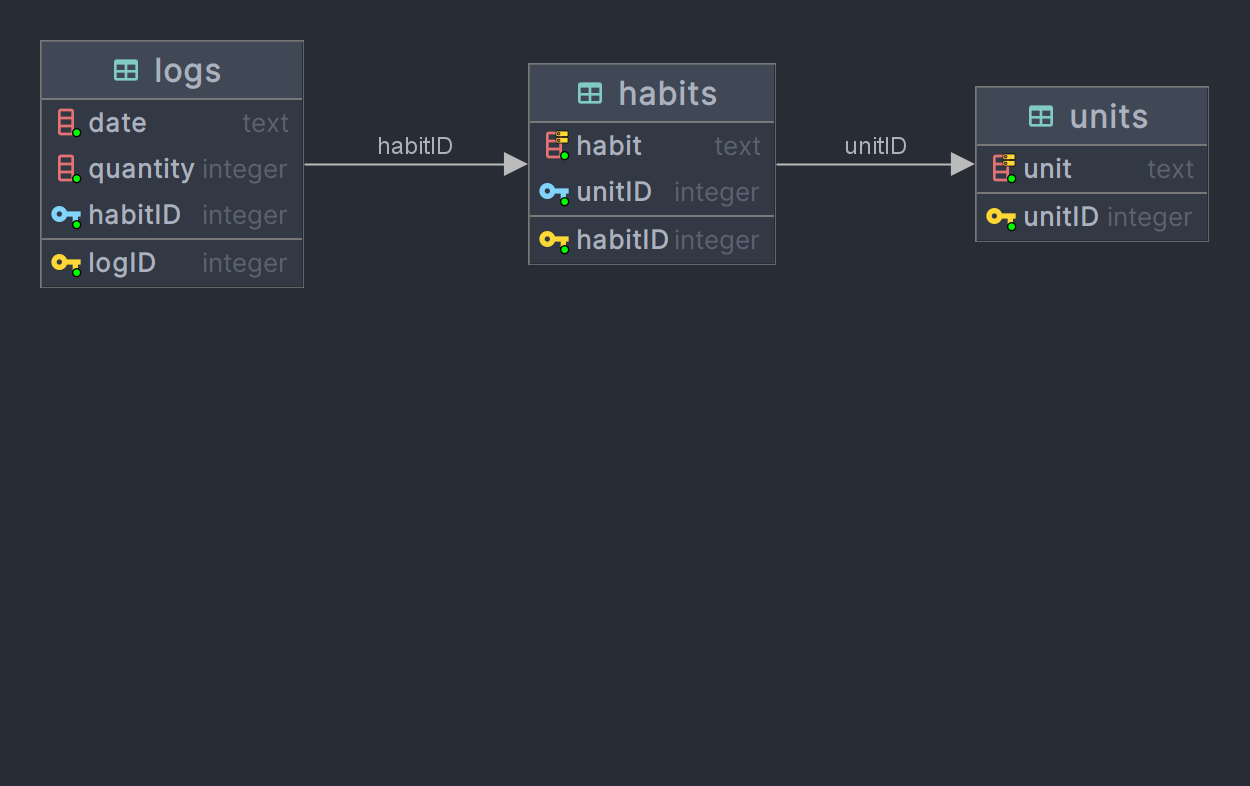 logs
date text
quantity integer
habitID integer
logID integer
habitID
habits
habit text
unitID integer
habitID integer
unitID
units
unit text
unitID integer